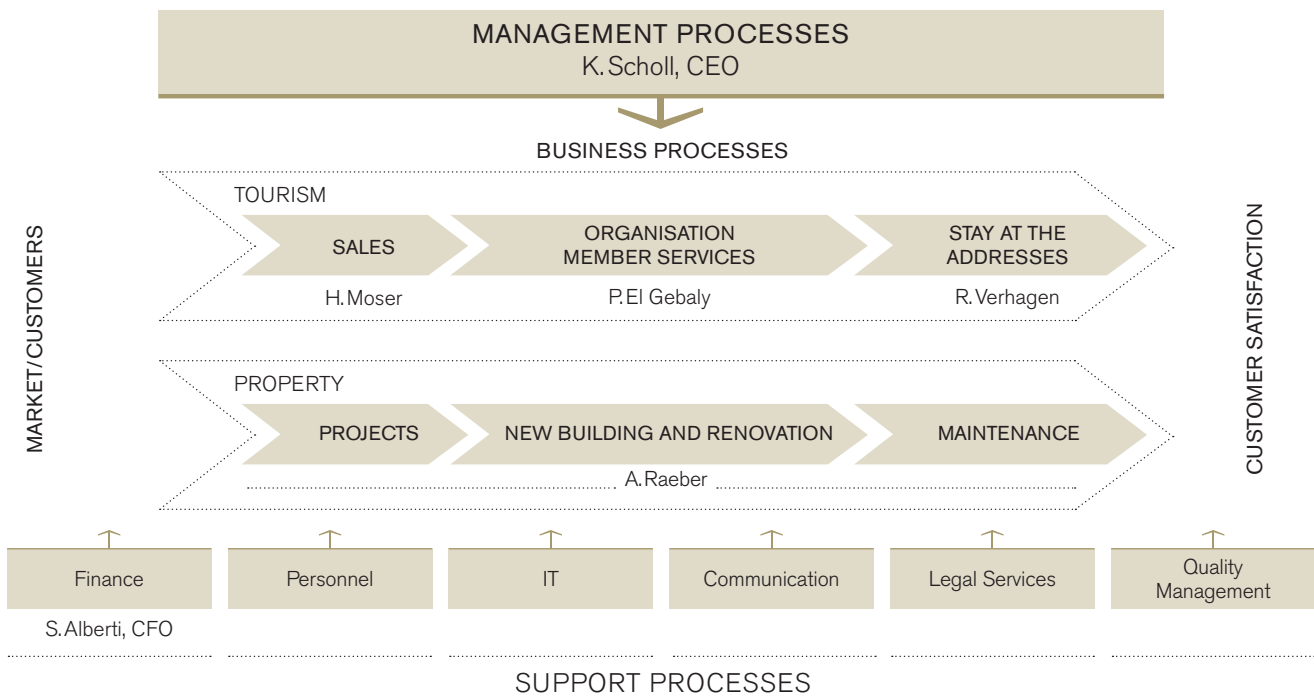 MANAGEMENT PROCESSES
K. Scholl, CEO
BUSINESS PROCESSES
MARKET/CUSTOMERS
TOURISM
SALES
ORGANISATION
MEMBER SERVICES
STAY AT THE
ADDRESSES
H. Moser
P. El Gebaly
R. Verhagen
PROPERTY
PROJECTS
NEW BUILDING AND RENOVATION
MAINTENANCE
A. Raeber
CUSTOMER SATISFACTION
Finance
Personnel
IT
Communication
Legal Services
Quality
Management
S. Alberti, CFO
SUPPORT PROCESSES